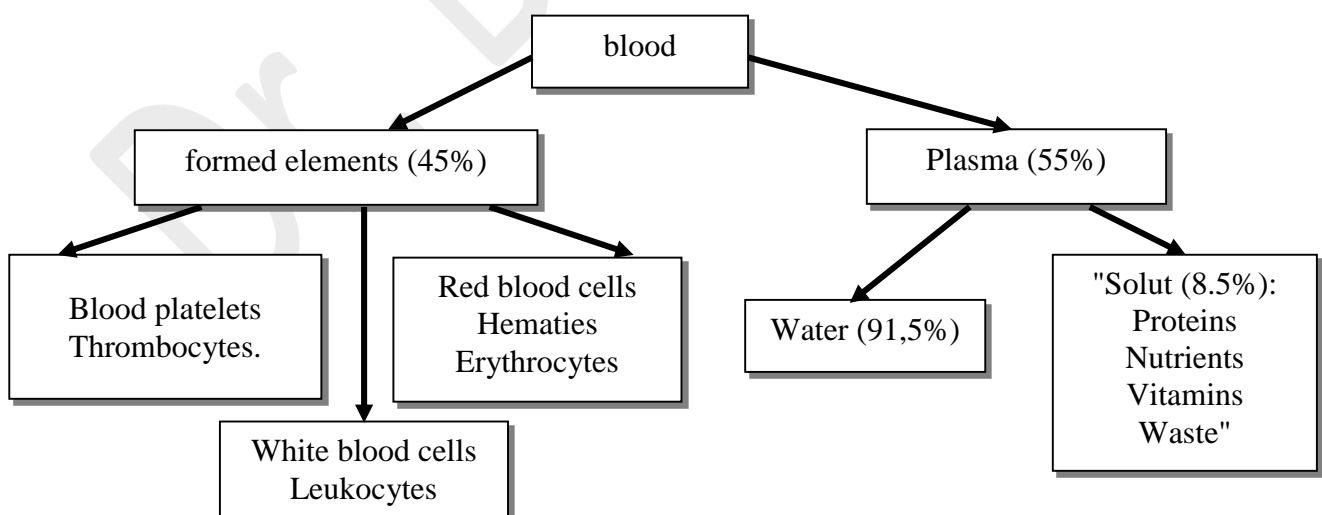 blood
formed elements (45%)
Plasma (55%)
Blood platelets
Thrombocytes.
Red blood cells
Hematies
Erythrocytes
White blood cells
Leukocytes
Water (91,5%)
"Solut (8.5%):
Proteins
Nutrients
Vitamins
Waste"
Dr